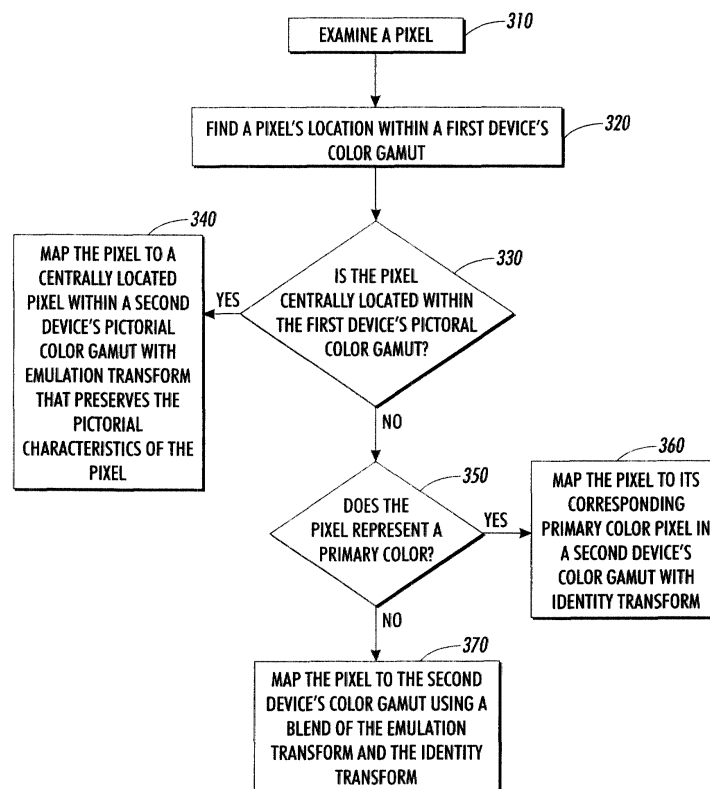 EXAMINE A PIXEL
310
FIND A PIXEL'S LOCATION WITHIN A FIRST DEVICE'S
COLOR GAMUT
320
340
MAP THE PIXEL TO A
CENTRALLY LOCATED
PIXEL WITHIN A SECOND
DEVICE'S PICTORIAL
COLOR GAMUT WITH
EMULATION TRANSFORM
THAT PRESERVES THE
PICTORIAL
CHARACTERISTICS OF THE
PIXEL
YES
330
IS THE PIXEL
CENTRALLY LOCATED WITHIN
THE FIRST DEVICE'S PICTORAL
COLOR GAMUT?
NO
350
DOES THE
PIXEL REPRESENT A
PRIMARY COLOR?
YES
360
MAP THE PIXEL TO ITS
CORRESPONDING
PRIMARY COLOR PIXEL IN
A SECOND DEVICE'S
COLOR GAMUT WITH
IDENTITY TRANSFORM
NO
370
MAP THE PIXEL TO THE SECOND
DEVICE'S COLOR GAMUT USING A
BLEND OF THE EMULATION
TRANSFORM AND THE IDENTITY
TRANSFORM